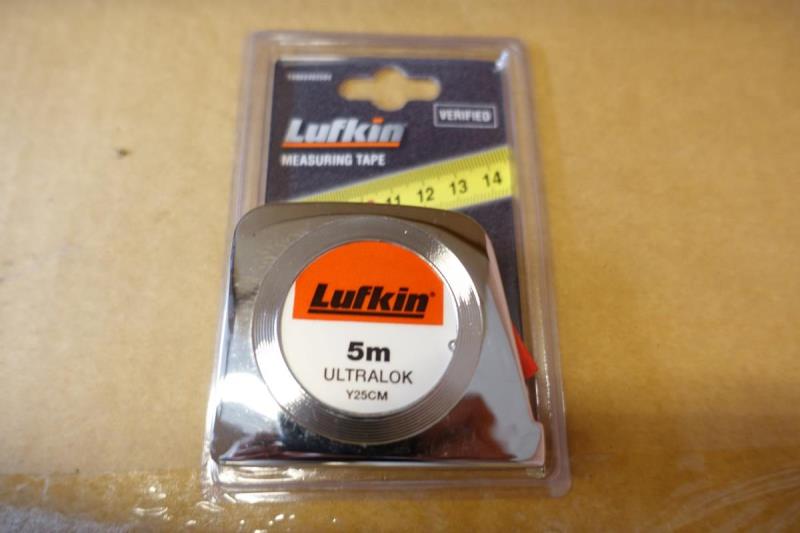 VERIFIED
Lufkin
MEASURING TAPE
11 12 13 14
Lufkin
5m
ULTRALOK
Y25CM